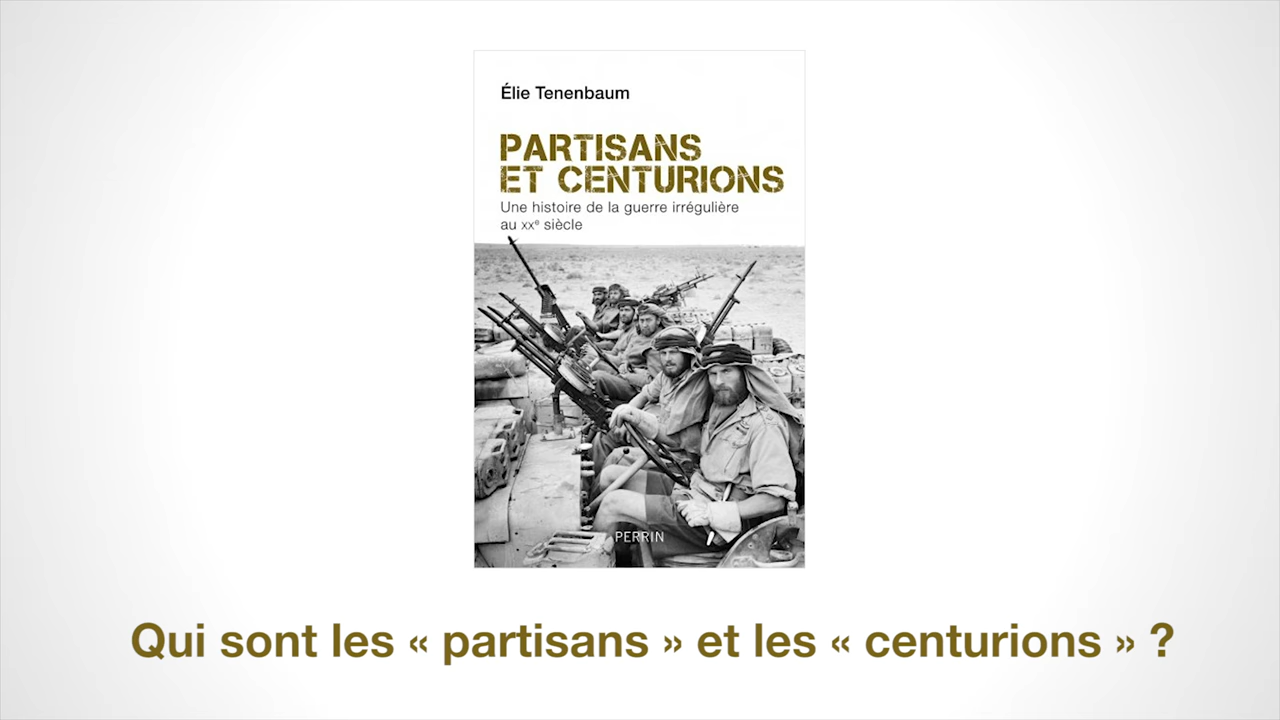 Élie Tenenbaum
PARTISANS
ET CENTURIONS
Une histoire de la guerre irrégulière
au XXe siècle
PERRIN
Qui sont les « partisans » et les « centurions » ?